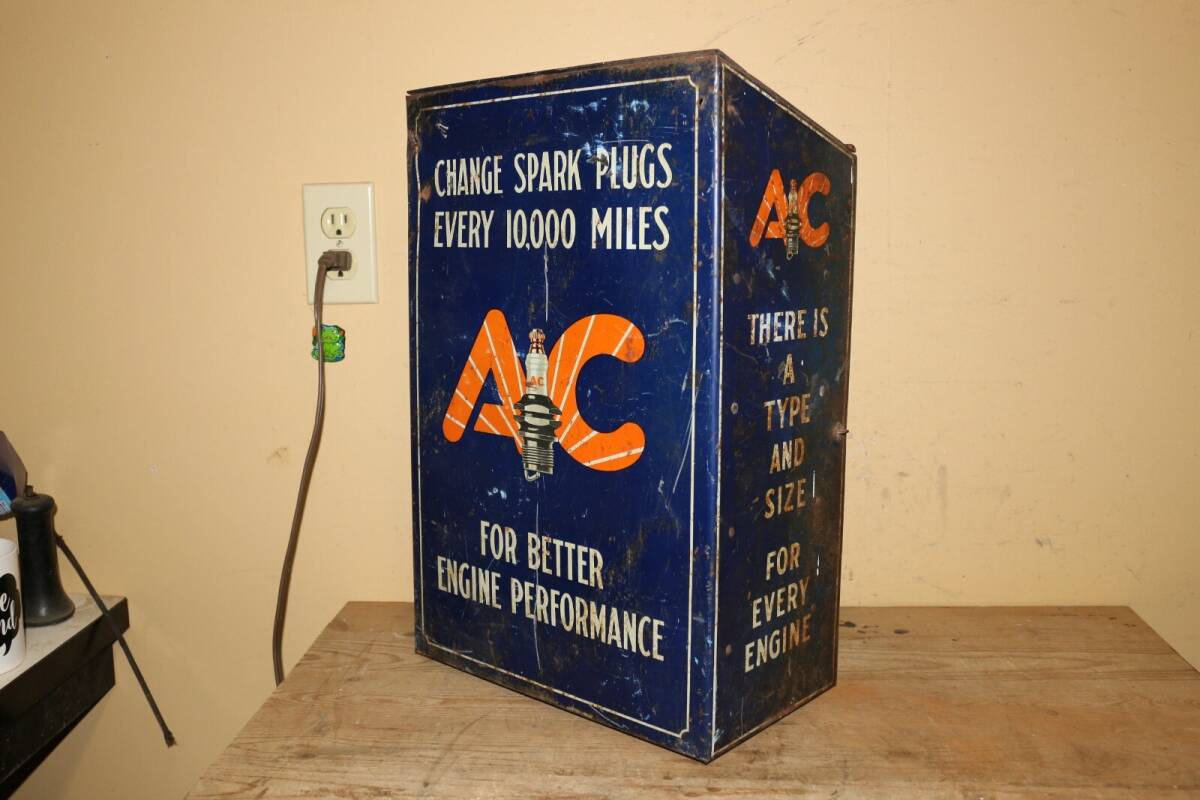 CHANGE SPARK PLUGS
EVERY 10,000 MILES
AC
AC
FOR BETTER
ENGINE PERFORMANCE
AC
THERE IS
A
TYPE
AND
SIZE
FOR
EVERY
ENGINE